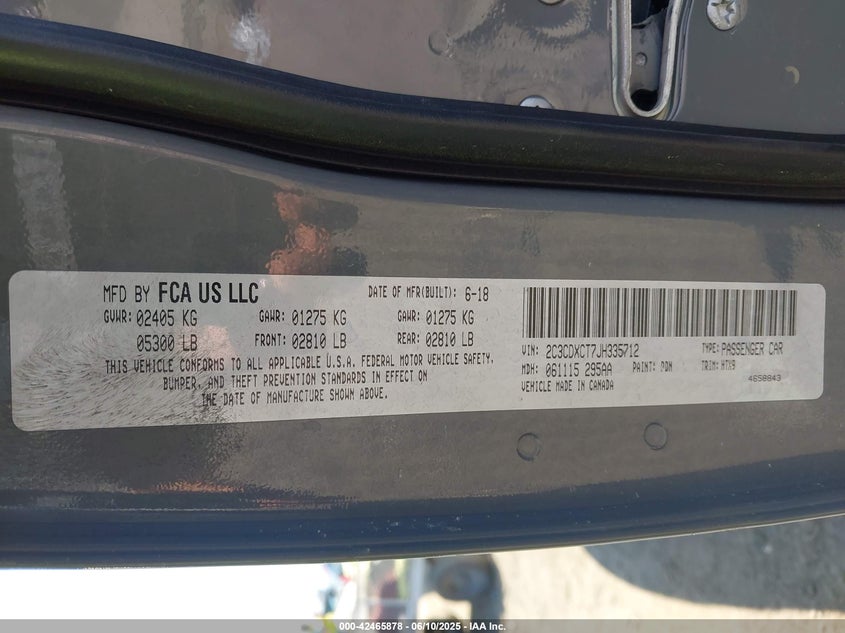 MFD BY FCA US LLC DATE OF MFR(BUILT): 6-18
GVWR: 02405 KG GAWR: 01275 KG GAWR: 01275 KG
05300 LB FRONT: 02810 LB REAR: 02810 LB
THIS VEHICLE CONFORMS TO ALL APPLICABLE U.S.A. FEDERAL MOTOR VEHICLE SAFETY,
BUMPER, AND THEFT PREVENTION STANDARDS IN EFFECT ON
THE DATE OF MANUFACTURE SHOWN ABOVE.
VIN: 2C3CDXCT7JH335712 TYPE: PASSENGER CAR
MDH: 061115 295AA PAINT: PDN TRIM: HTX9
VEHICLE MADE IN CANADA 4658843
000-42465878 - 06/10/2025 - IAA Inc.